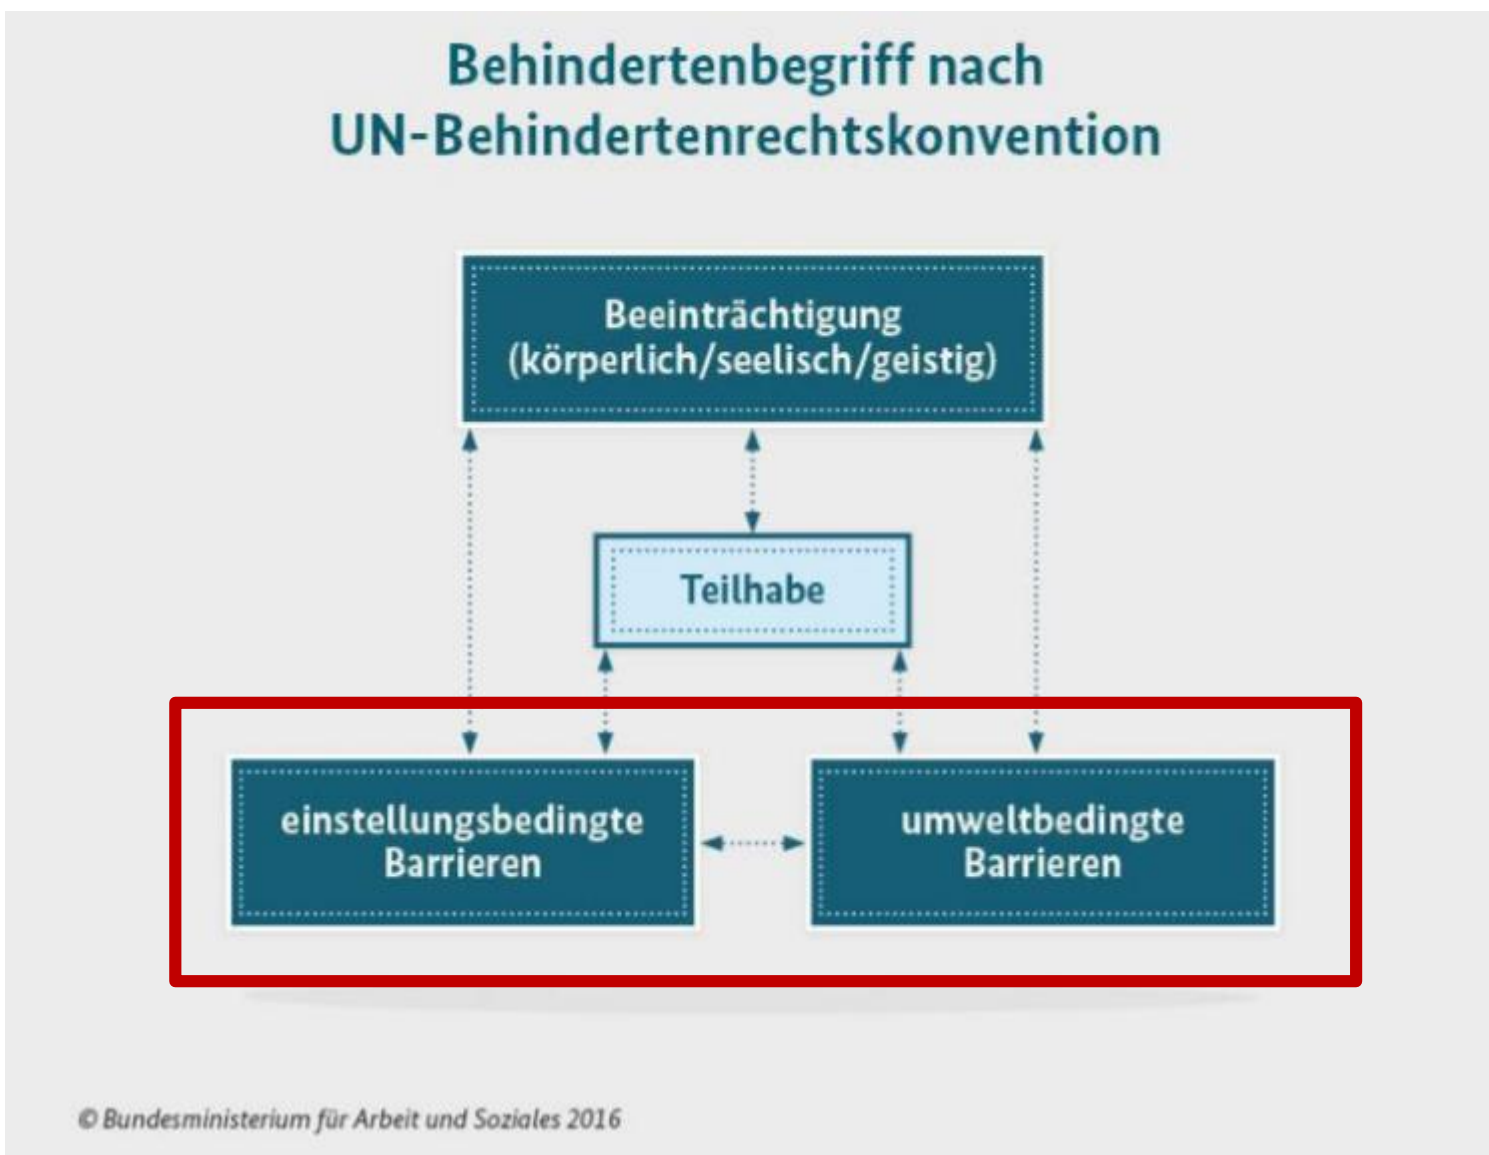 Behindertenbegriff nach
UN-Behindertenrechtskonvention
Beeinträchtigung
(körperlich/seelisch/geistig)
Teilhabe
einstellungsbedingte
Barrieren
umweltbedingte
Barrieren
© Bundesministerium für Arbeit und Soziales 2016